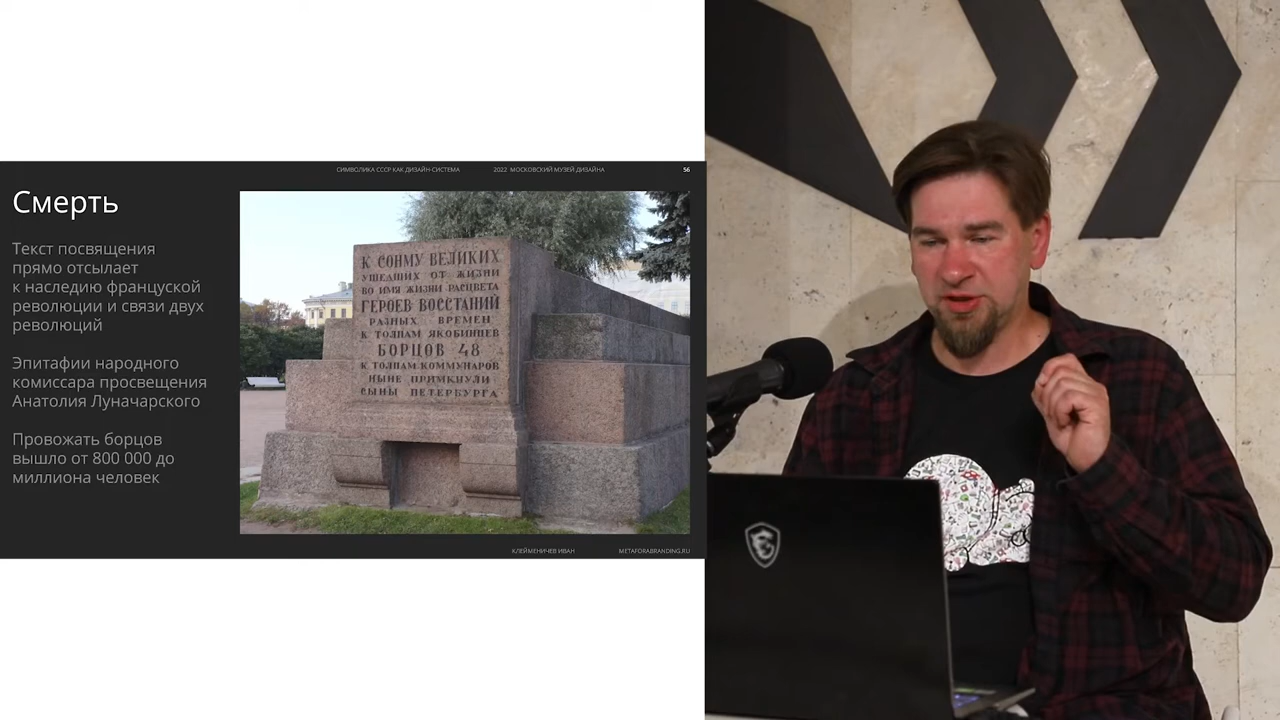 СИМВОЛИКА СССР КАК ДИЗАЙН-СИСТЕМА 2022 МОСКОВСКИЙ МУЗЕЙ ДИЗАЙНА 56
Смерть
Текст посвящения
прямо отсылает
к наследию француской
революции и связи двух
революций
Эпитафии народного
комиссара просвещения
Анатолия Луначарского
Провожать борцов
вышло от 800 000 до
миллиона человек
К СОНМУ ВЕЛИКИХ
УШЕДШИХ ОТ ЖИЗНИ
ВО ИМЯ ЖИЗНИ РАСЦВЕТА
ГЕРОЕВ ВОССТАНИЙ
РАЗНЫХ ВРЕМЕН
К ТОЛПАМ ЯКОБИНЦЕВ
БОРЦОВ 48
К ТОЛПАМ КОММУНАРОВ
НЫНЕ ПРИМКНУЛИ
СЫНЫ ПЕТЕРБУРГА
КЛЕЙМЕНИЧЕВ ИВАН METAFORABRANDING.RU